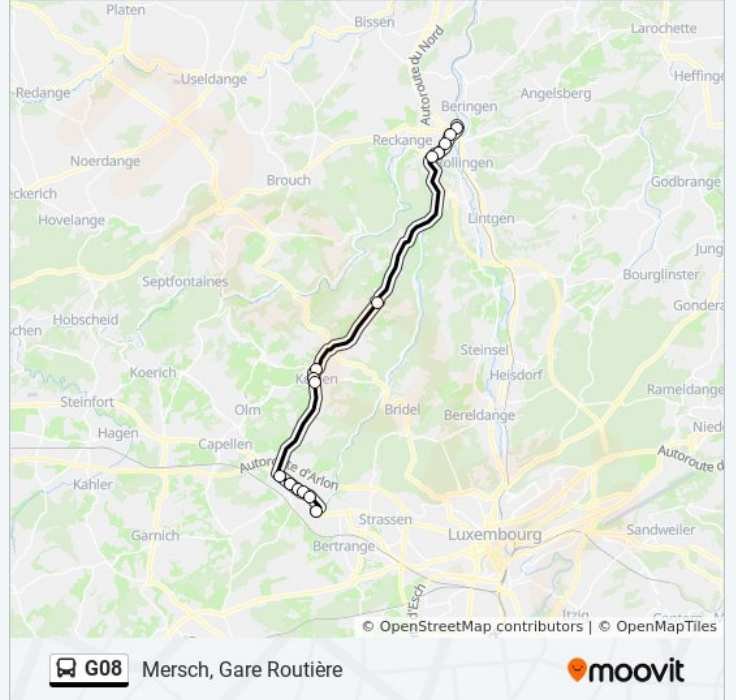 Platen
Bissen
Larochette
Autoroute du Nord
Useldange
Heffinge
Redange
Beringen
Angelsberg
Reckange
Noerdange
ollingen
Brouch
Godbrange
eckerich
Hovelange
Lintgen
Jung
Septfontaines
Bourglinster
Gondera
schen
Hobscheid
Steinsel
Koerich
Heisdorf
Rameldange
Steinfort
Olm
Bridel
Bereldange
Niede
Hagen
Capellen
Autoroute d'Arlon
Autoroute d
Kahler
Strassen
Luxembourg
Sandweiler
Garnich
Bertrange
d'Esch
Itzig
© OpenStreetMap contributors | © OpenMapTiles
G08 Mersch, Gare Routière
moovit